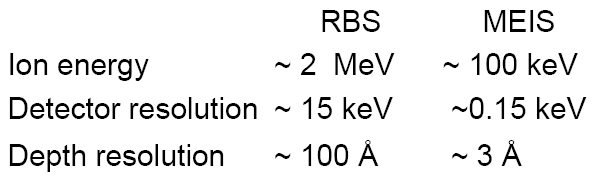 RBS MEIS
Ion energy ~ 2 MeV ~ 100 keV
Detector resolution ~ 15 keV ~0.15 keV
Depth resolution ~ 100 Å ~ 3 Å